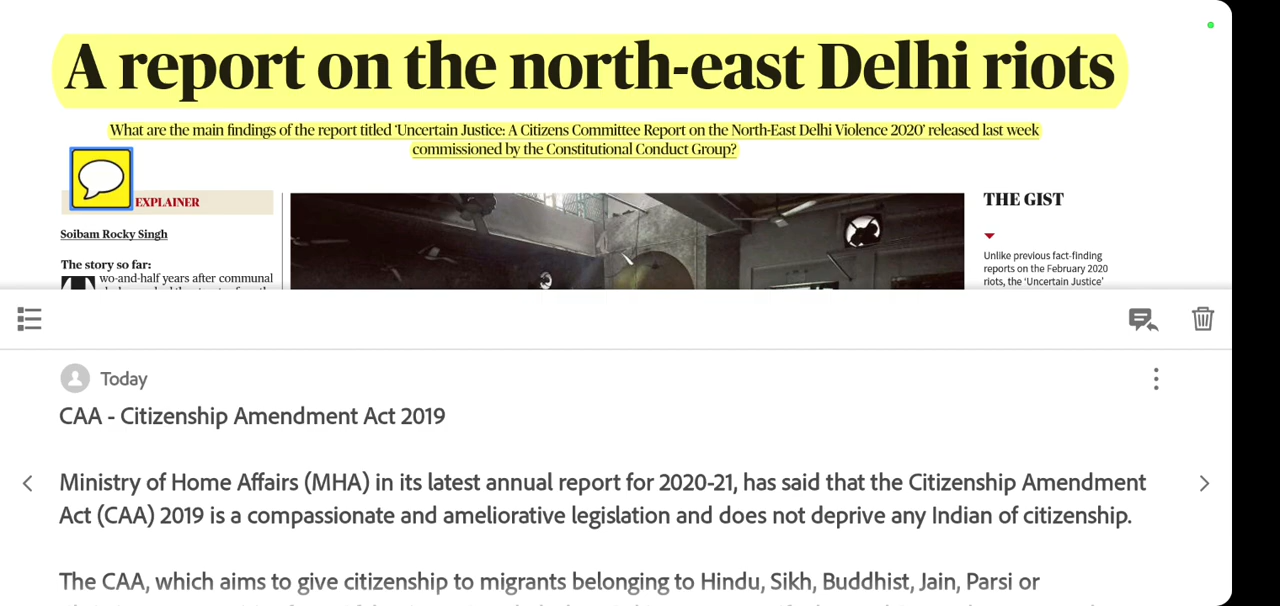 A report on the north-east Delhi riots
What are the main findings of the report titled ‘Uncertain Justice: A Citizens Committee Report on the North-East Delhi Violence 2020’ released last week
commissioned by the Constitutional Conduct Group?
EXPLAINER
Soibam Rocky Singh
The story so far:
Two-and-half years after communal
THE GIST
Unlike previous fact-finding
reports on the February 2020
riots, the ‘Uncertain Justice’
Today
CAA - Citizenship Amendment Act 2019
Ministry of Home Affairs (MHA) in its latest annual report for 2020-21, has said that the Citizenship Amendment
Act (CAA) 2019 is a compassionate and ameliorative legislation and does not deprive any Indian of citizenship.
The CAA, which aims to give citizenship to migrants belonging to Hindu, Sikh, Buddhist, Jain, Parsi or